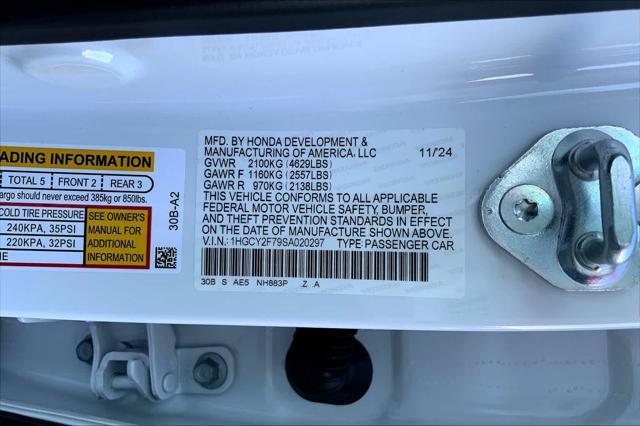 ADING INFORMATION
TOTAL 5 FRONT 2 REAR 3
argo should never exceed 385kg or 850lbs.
COLD TIRE PRESSURE
240KPA, 35PSI
220KPA, 32PSI
NE
SEE OWNER'S
MANUAL FOR
ADDITIONAL
INFORMATION
30B-A2
MFD. BY HONDA DEVELOPMENT &
MANUFACTURING OF AMERICA, LLC 11/24
GVWR 2100KG (4629LBS)
GAWR F 1160KG (2557LBS)
GAWR R 970KG (2138LBS)
THIS VEHICLE CONFORMS TO ALL APPLICABLE
FEDERAL MOTOR VEHICLE SAFETY, BUMPER,
AND THEFT PREVENTION STANDARDS IN EFFECT
ON THE DATE OF MANUFACTURE SHOWN ABOVE.
V.I.N.: 1HGCY2F79SA020297 TYPE: PASSENGER CAR
30B S AE5 NH883P Z A